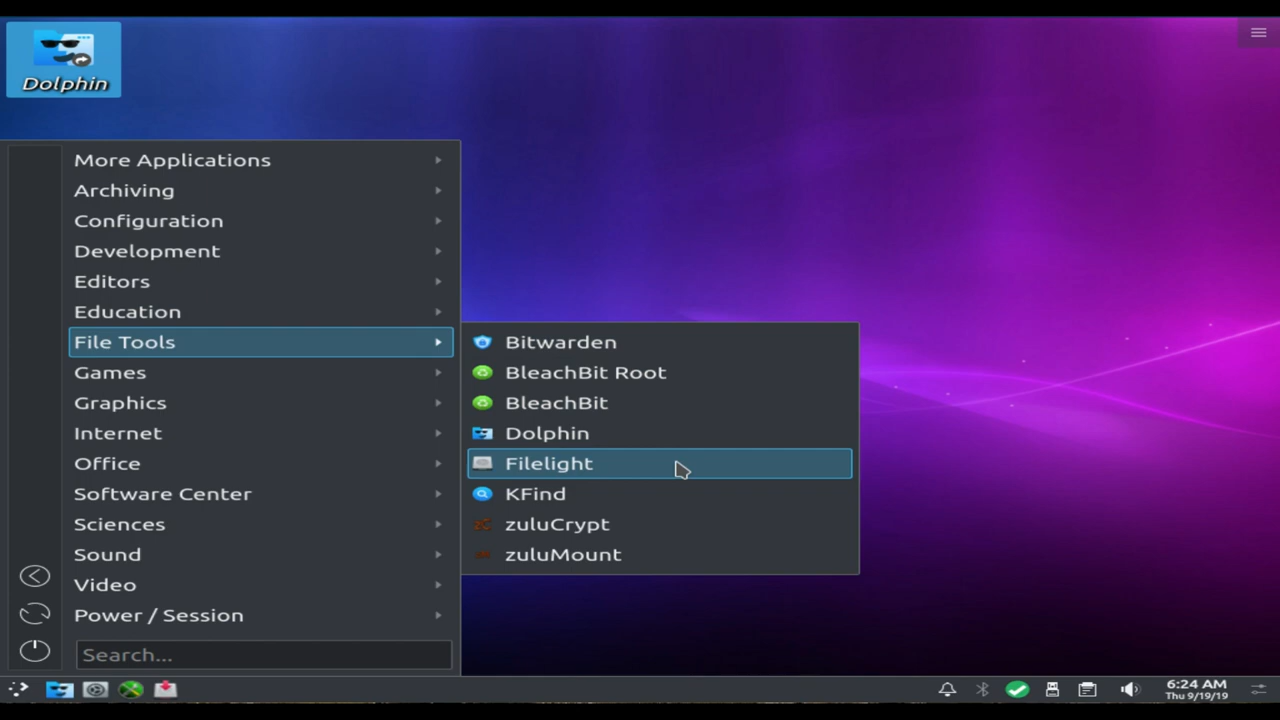 Dolphin
More Applications
Archiving
Configuration
Development
Editors
Education
File Tools
Games
Graphics
Internet
Office
Software Center
Sciences
Sound
Video
Power / Session
Search...
Bitwarden
BleachBit Root
BleachBit
Dolphin
Filelight
KFind
zuluCrypt
zuluMount
6:24 AM
Thu 9/19/19